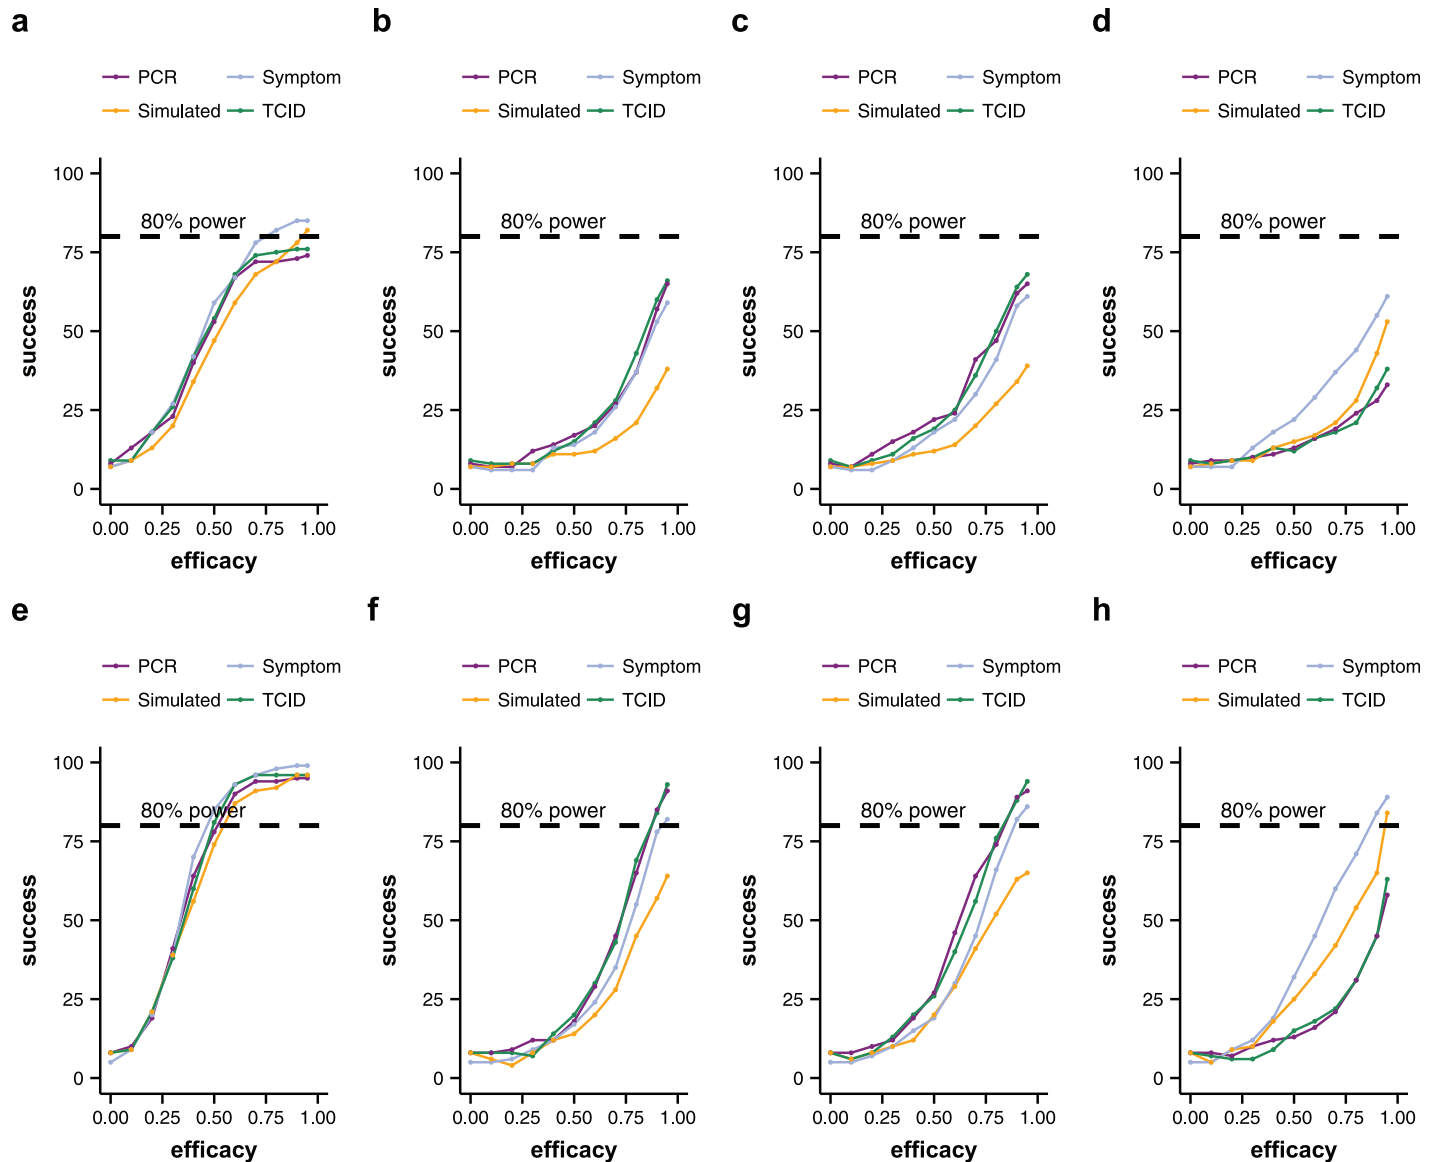 a b c d
PCR Symptom PCR Symptom PCR Symptom PCR Symptom
Simulated TCID Simulated TCID Simulated TCID Simulated TCID
100 100 100 100
80% power 80% power 80% power 80% power
75 75 75 75
success success success success
50 50 50 50
25 25 25 25
0 0 0 0
0.00 0.25 0.50 0.75 1.00 0.00 0.25 0.50 0.75 1.00 0.00 0.25 0.50 0.75 1.00 0.00 0.25 0.50 0.75 1.00
efficacy efficacy efficacy efficacy
e f g h
PCR Symptom PCR Symptom PCR Symptom PCR Symptom
Simulated TCID Simulated TCID Simulated TCID Simulated TCID
100 100 100 100
80% power 80% power 80% power 80% power
75 75 75 75
success success success success
50 50 50 50
25 25 25 25
0 0 0 0
0.00 0.25 0.50 0.75 1.00 0.00 0.25 0.50 0.75 1.00 0.00 0.25 0.50 0.75 1.00 0.00 0.25 0.50 0.75 1.00
efficacy efficacy efficacy efficacy